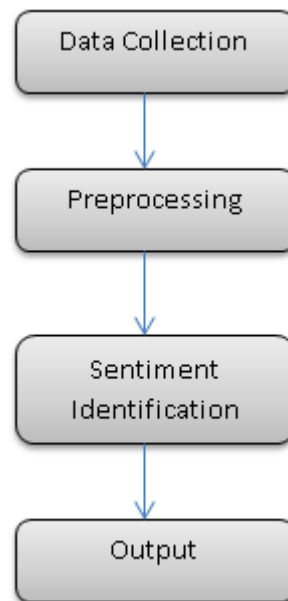 Data Collection
Preprocessing
Sentiment
Identification
Output